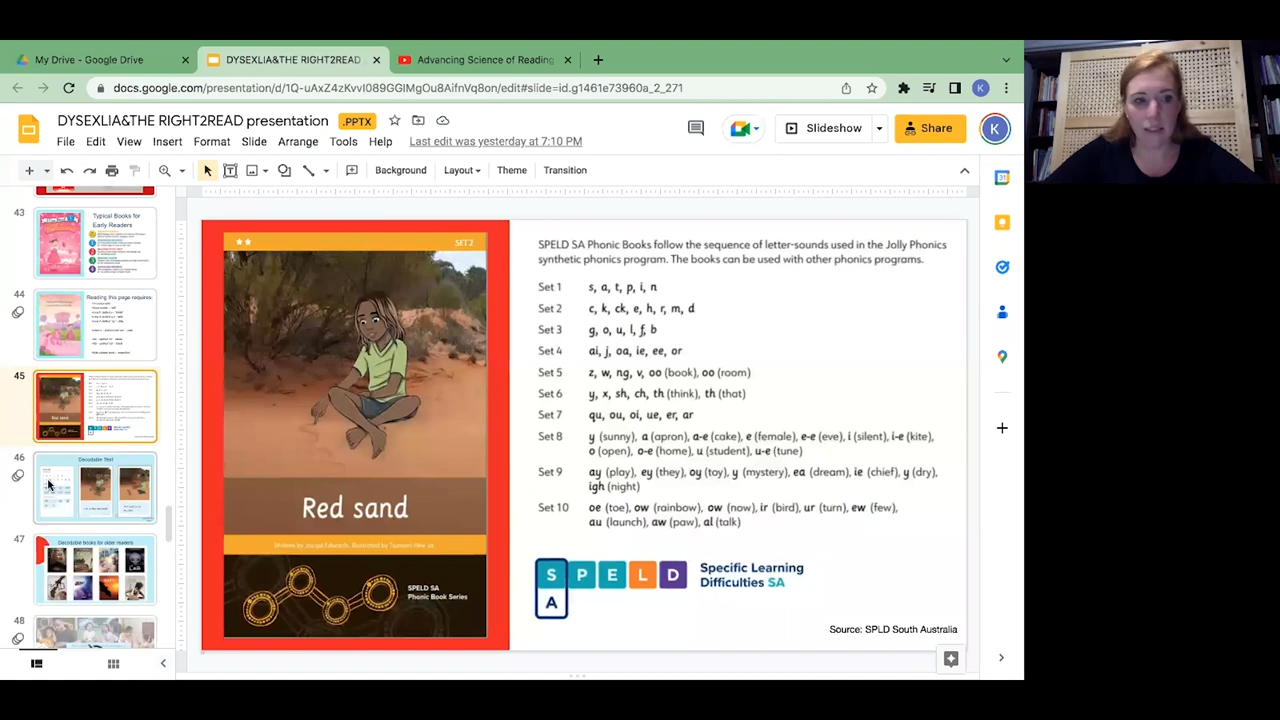 My Drive - Google Drive
DYSEXLIA&THE RIGHT2READ
Advancing Science of Reading
docs.google.com/presentation/d/1Q-uAxZ4zKvvI089GGIMgOu8AifnVq8on/edit#slide=id.g1461e73960a_2_271
K
DYSEXLIA&THE RIGHT2READ presentation
.PPTX
Slideshow
Share
K
File Edit View Insert Format Slide Arrange Tools Help Last edit was yesterday at 7:10 PM
Background Layout Theme Transition
43
Typical Books for
Early Readers
44
Reading this page requires:
45
Red sand
46
Decodable Text
47
Decodable books for older readers
48
SET 2
Red sand
SPELD SA
Phonic Book Series
SPELD SA Phonic Books follow the sequence of letter-sounds used in the Jolly Phonics
synthetic phonics program. The books can be used with other phonics programs.
Set 1 s, a, t, p, i, n
Set 2 c, k, ck, e, h, r, m, d
Set 3 g, o, u, l, f, b
Set 4 ai, j, oa, ie, ee, or
Set 5 z, w, ng, v, oo (book), oo (room)
Set 6 y, x, sh, ch, th (think), th (that)
Set 7 qu, ou, oi, ue, er, ar
Set 8 y (sunny), a (apron), a-e (cake), e (female), e-e (eve), i (silent), i-e (kite),
o (open), o-e (home), u (student), u-e (tune)
Set 9 ay (play), ey (they), oy (toy), y (mystery), ea (dream), ie (chief), y (dry),
igh (night)
Set 10 oe (toe), ow (rainbow), ow (now), ir (bird), ur (turn), ew (few),
au (launch), aw (paw), al (talk)
SPELD
A
Specific Learning
Difficulties SA
Source: SPLD South Australia